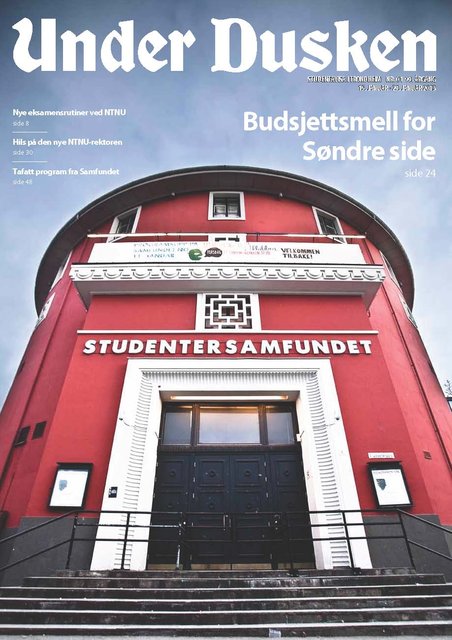 Under Dusken
Nye eksamensrutiner ved NTNU
side 8
Hils på den nye NTNU-rektoren
side 30
Tafatt program fra Samfundet
side 48
Budsjettsmell for
Søndre side
side 24
VELKOMMEN
TILBAKE!
STUDENTERSAMFUNDET